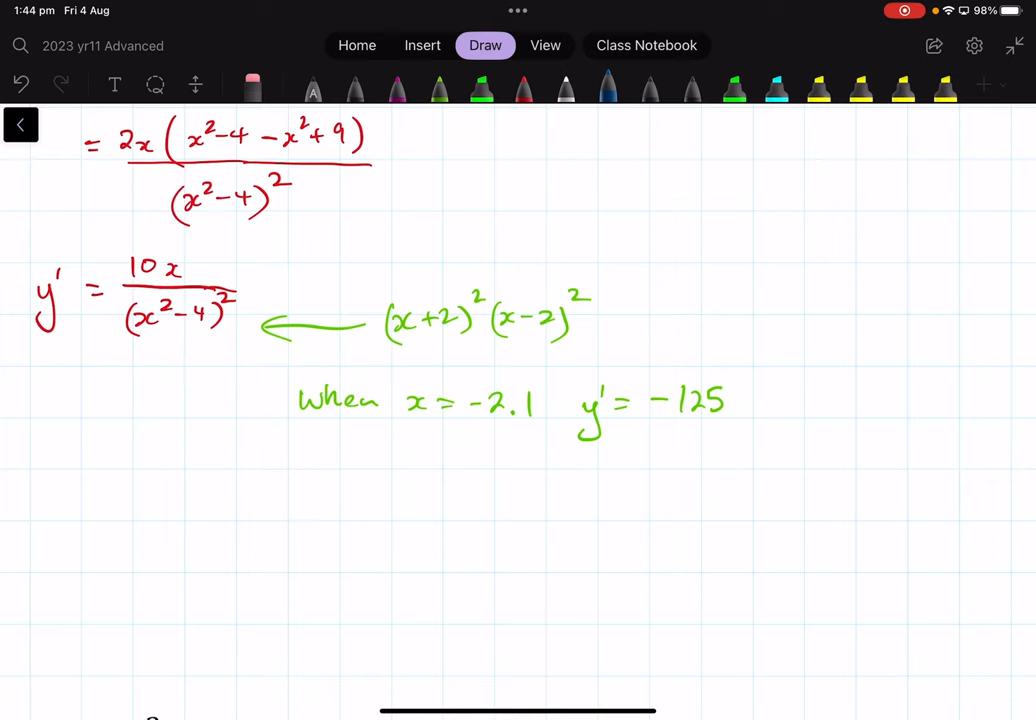 1:44 pm Fri 4 Aug 98%
2023 yr11 Advanced Home Insert Draw View Class Notebook
T A
= 2x ( x²-4 - x²+9 )
(x²-4)²
y' = 10x
(x²-4)²
← (x+2)² (x-2)²
when x = -2.1 y' = -125